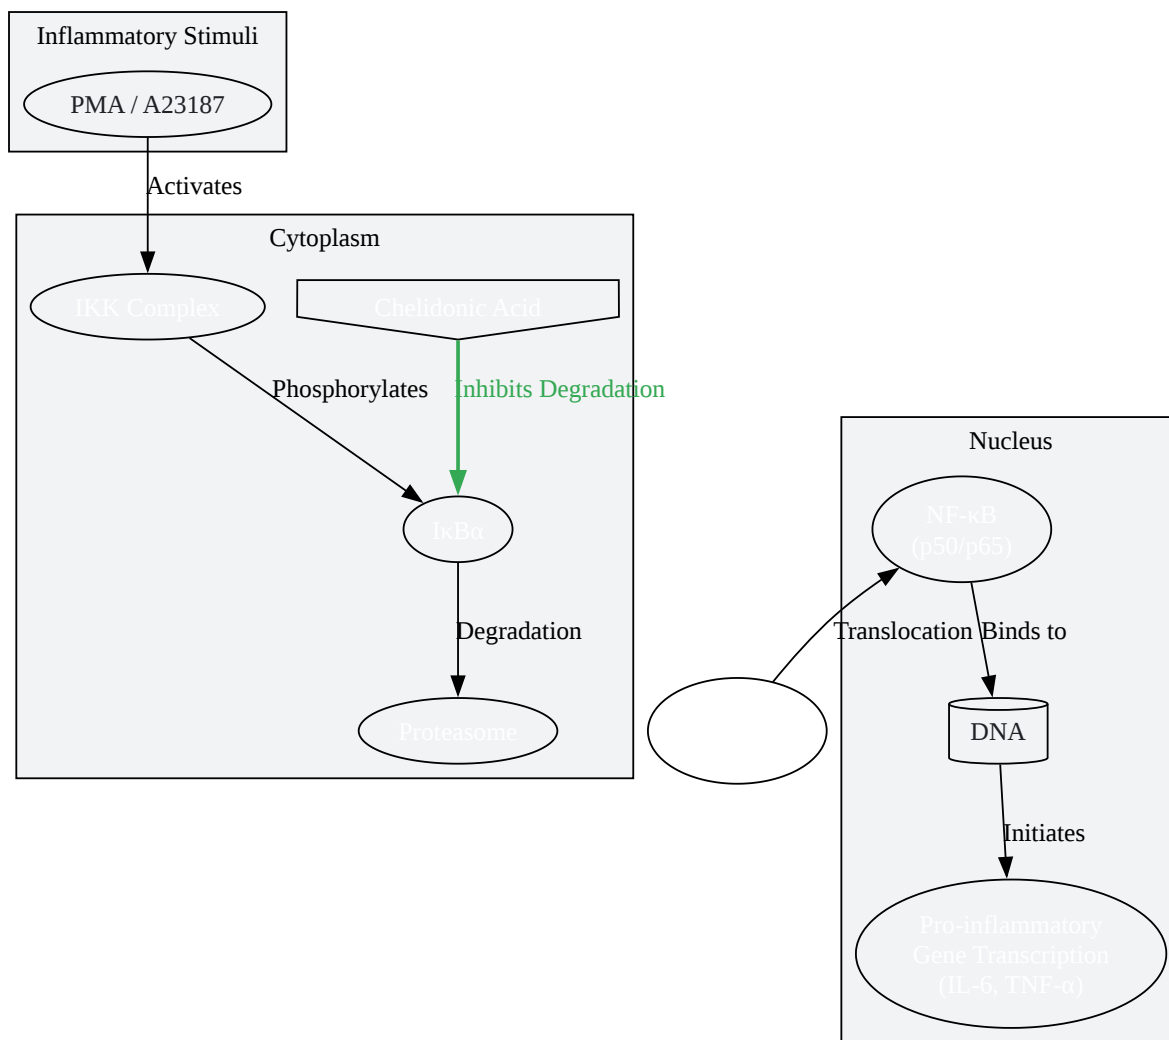 Inflammatory Stimuli
PMA / A23187
Activates
Cytoplasm
IKK Complex
Chelidonic Acid
Phosphorylates
Inhibits Degradation
IκBα
Degradation
Proteasome
Nucleus
NF-κB
(p50/p65)
Translocation
Binds to
DNA
Initiates
Pro-inflammatory
Gene Transcription
(IL-6, TNF-α)